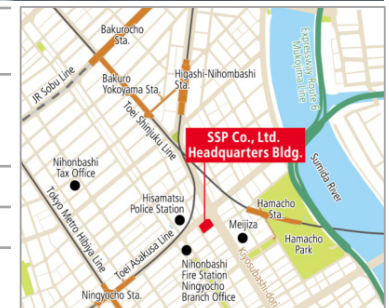 Bakurocho
Sta.
JR Sobu Line
Bakuro
Yokoyama Sta.
Higashi-Nihombashi
Sta.
Toei Shinjuku Line
Expressway Route 6
Mukojima Line
SSP Co., Ltd.
Headquarters Bldg.
Sumida River
Nihonbashi
Tax Office
Hisamatsu
Police Station
Hamacho
Sta.
Meijiza
Hamacho
Park
Tokyo Metro Hibiya Line
Toei Asakusa Line
Nihonbashi
Fire Station
Ningyocho
Branch Office
Kiyosubashi-dori
Ningyocho Sta.